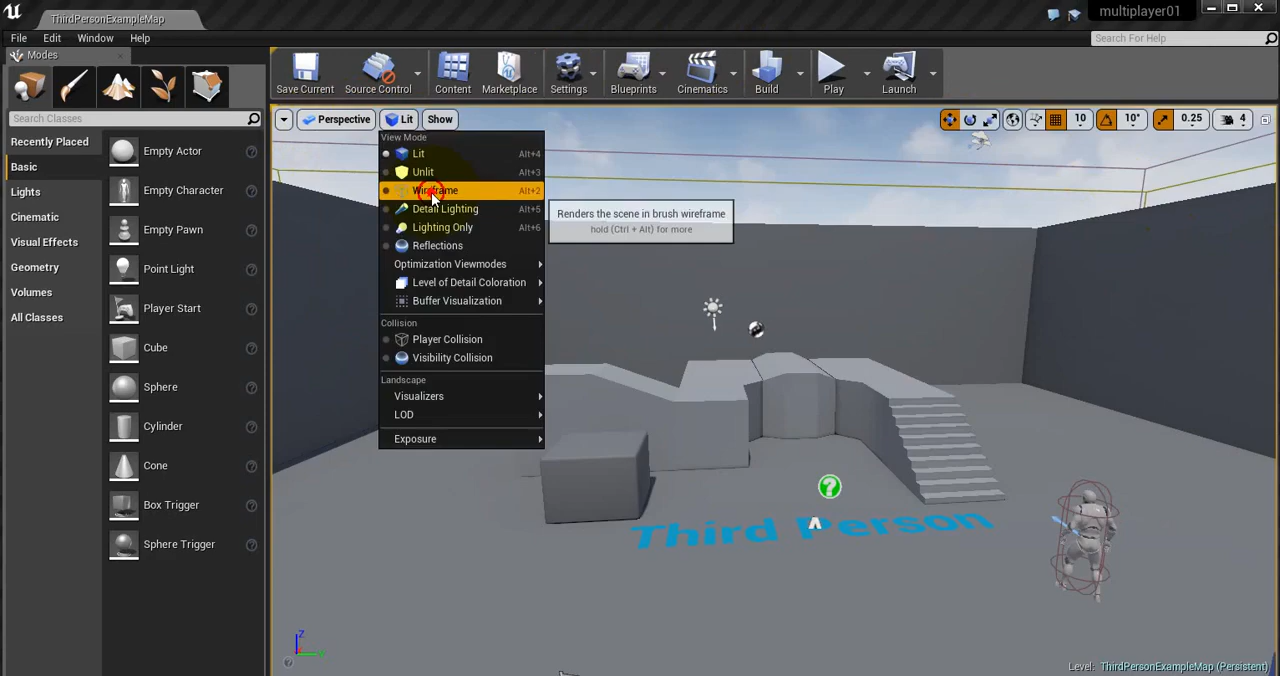 ThirdPersonExampleMap
multiplayer01
File Edit Window Help
Search For Help
Modes
Save Current Source Control Content Marketplace Settings Blueprints Cinematics Build Play Launch
Search Classes
Recently Placed
Basic
Lights
Cinematic
Visual Effects
Geometry
Volumes
All Classes
Empty Actor
Empty Character
Empty Pawn
Point Light
Player Start
Cube
Sphere
Cylinder
Cone
Box Trigger
Sphere Trigger
Perspective Lit Show
10 10° 0.25 4
View Mode
Lit Alt+4
Unlit Alt+3
Wireframe Alt+2
Detail Lighting Alt+5
Lighting Only Alt+6
Reflections
Optimization Viewmodes
Level of Detail Coloration
Buffer Visualization
Collision
Player Collision
Visibility Collision
Landscape
Visualizers
LOD
Exposure
Renders the scene in brush wireframe
hold (Ctrl + Alt) for more
Third Person
Z
Level: ThirdPersonExampleMap (Persistent)